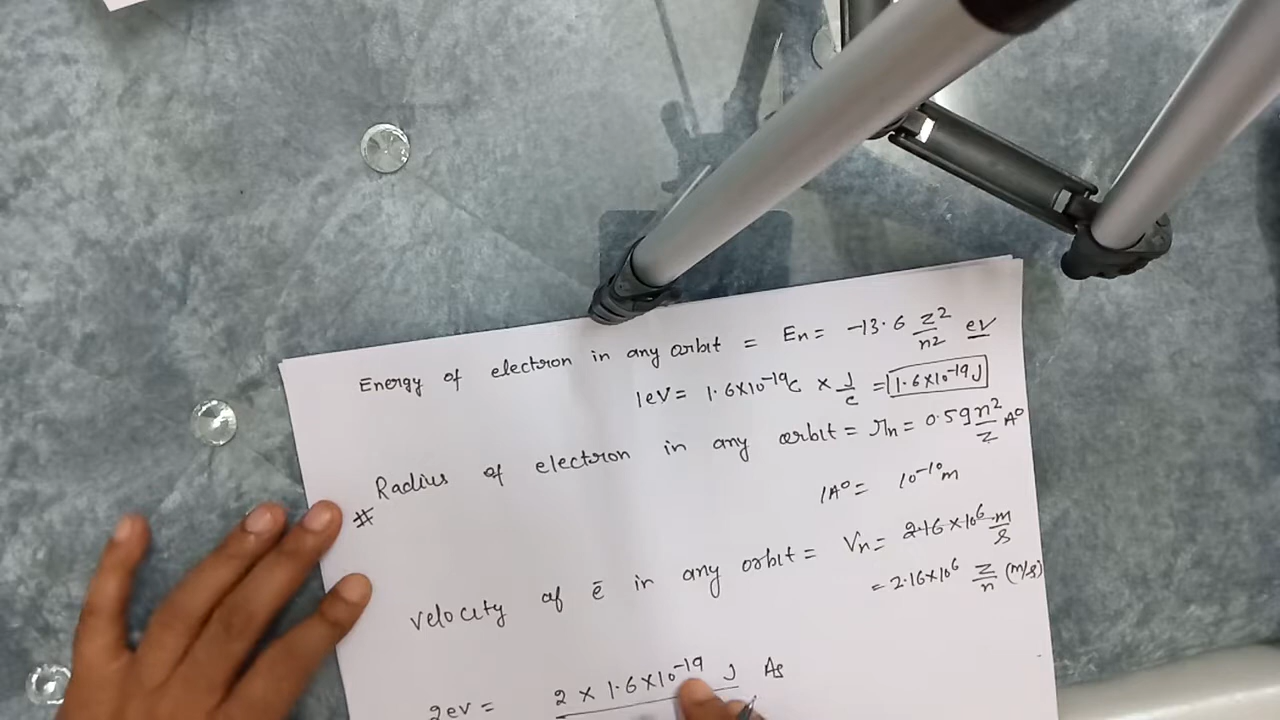 Energy of electron in any orbit = En = -13.6 Z²/n² eV
1eV = 1.6×10⁻¹⁹C × J/C = 1.6×10⁻¹⁹J
Radius of electron in any orbit = rn = 0.59 n²/Z A⁰
#
1A⁰ = 10⁻¹⁰m
velocity of ē in any orbit = Vn = 2.16×10⁶ m/s
= 2.16×10⁶ Z/n (m/s)
2ev = 2 × 1.6×10⁻¹⁹ J As